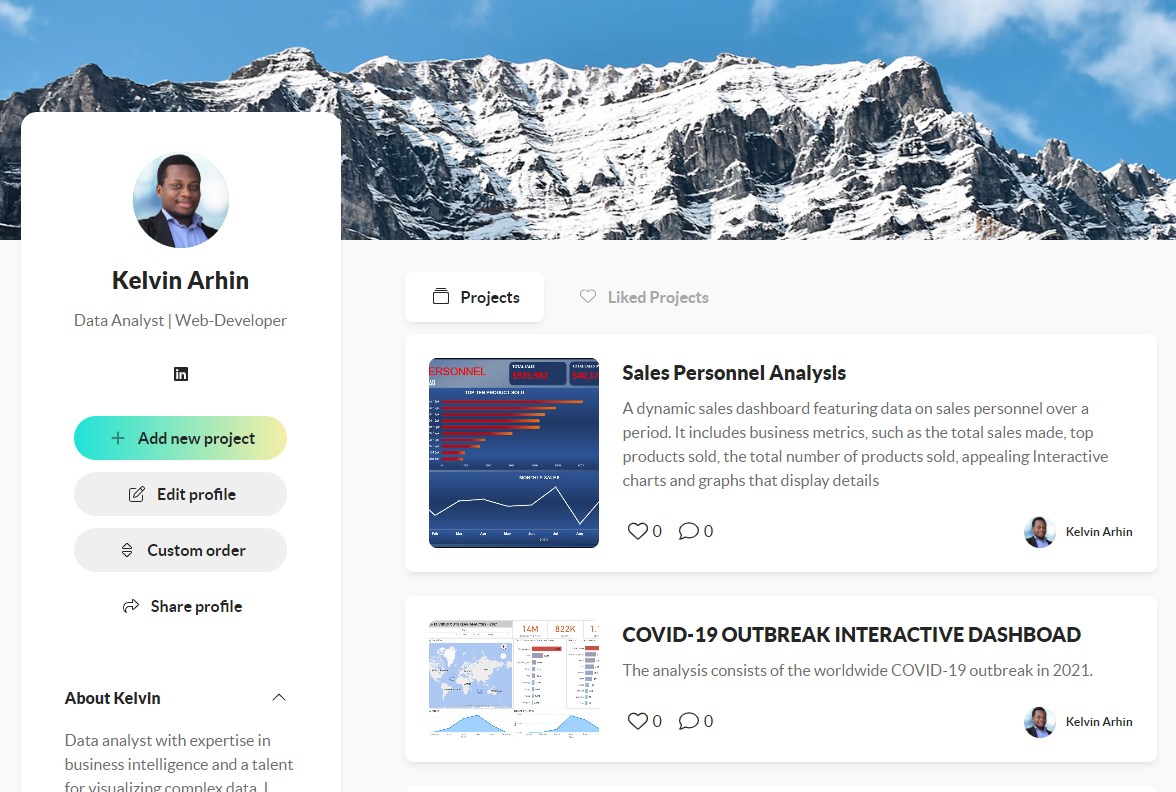 Kelvin Arhin
Data Analyst | Web-Developer
in
Add new project
Edit profile
Custom order
Share profile
About Kelvin
Data analyst with expertise in
business intelligence and a talent
for visualizing complex data. I
Projects
Liked Projects
ERSONNEL
TOTAL SALES
TOP TEN PRODUCT SOLD
MONTHLY SALES
Sales Personnel Analysis
A dynamic sales dashboard featuring data on sales personnel over a
period. It includes business metrics, such as the total sales made, top
products sold, the total number of products sold, appealing Interactive
charts and graphs that display details
0 0
Kelvin Arhin
14M 822K 1.
COVID-19 OUTBREAK INTERACTIVE DASHBOAD
The analysis consists of the worldwide COVID-19 outbreak in 2021.
0 0
Kelvin Arhin